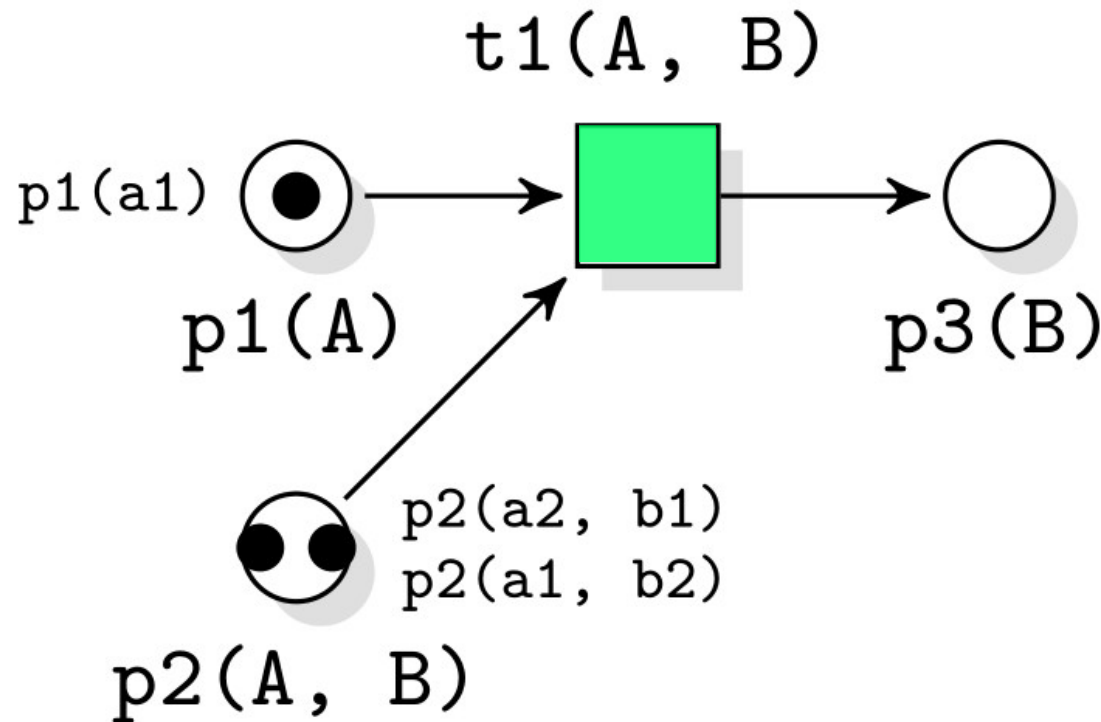 t1(A, B)
p1(a1)
p1(A)
p3(B)
p2(a2, b1)
p2(a1, b2)
p2(A, B)